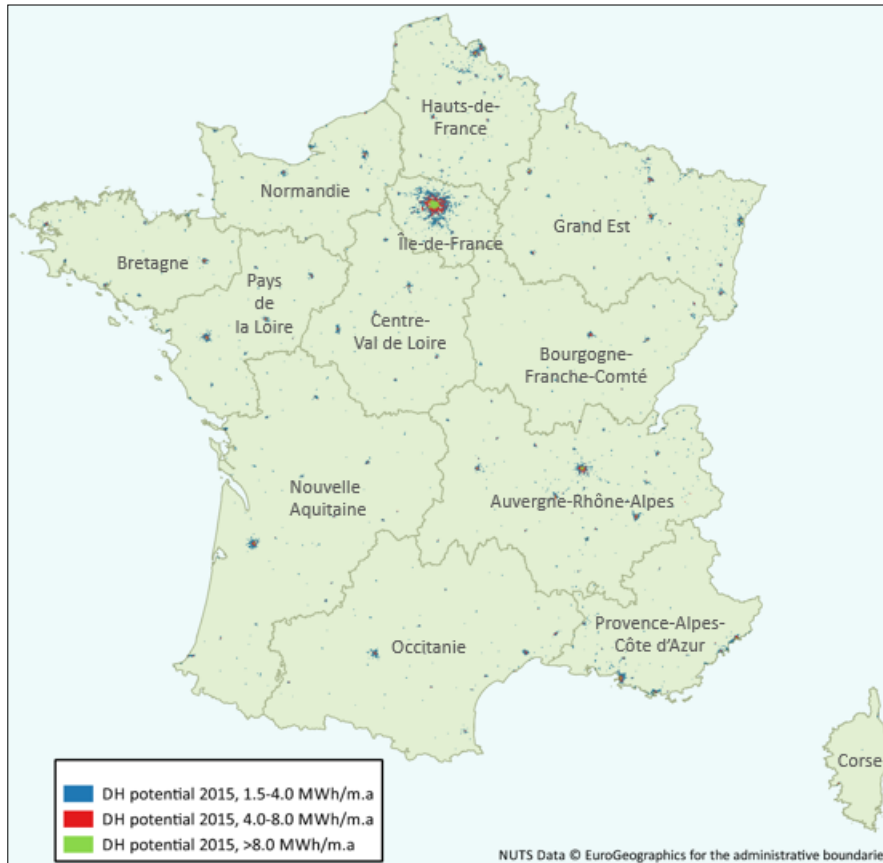 Hauts-de-
France
Normandie
Île-de-France
Grand Est
Bretagne
Pays
de
la Loire
Centre-
Val de Loire
Bourgogne-
Franche-Comté
Nouvelle
Aquitaine
Auvergne-Rhône-Alpes
Provence-Alpes-
Côte d'Azur
Occitanie
Corse
DH potential 2015, 1.5-4.0 MWh/m.a
DH potential 2015, 4.0-8.0 MWh/m.a
DH potential 2015, >8.0 MWh/m.a
NUTS Data © EuroGeographics for the administrative boundarie